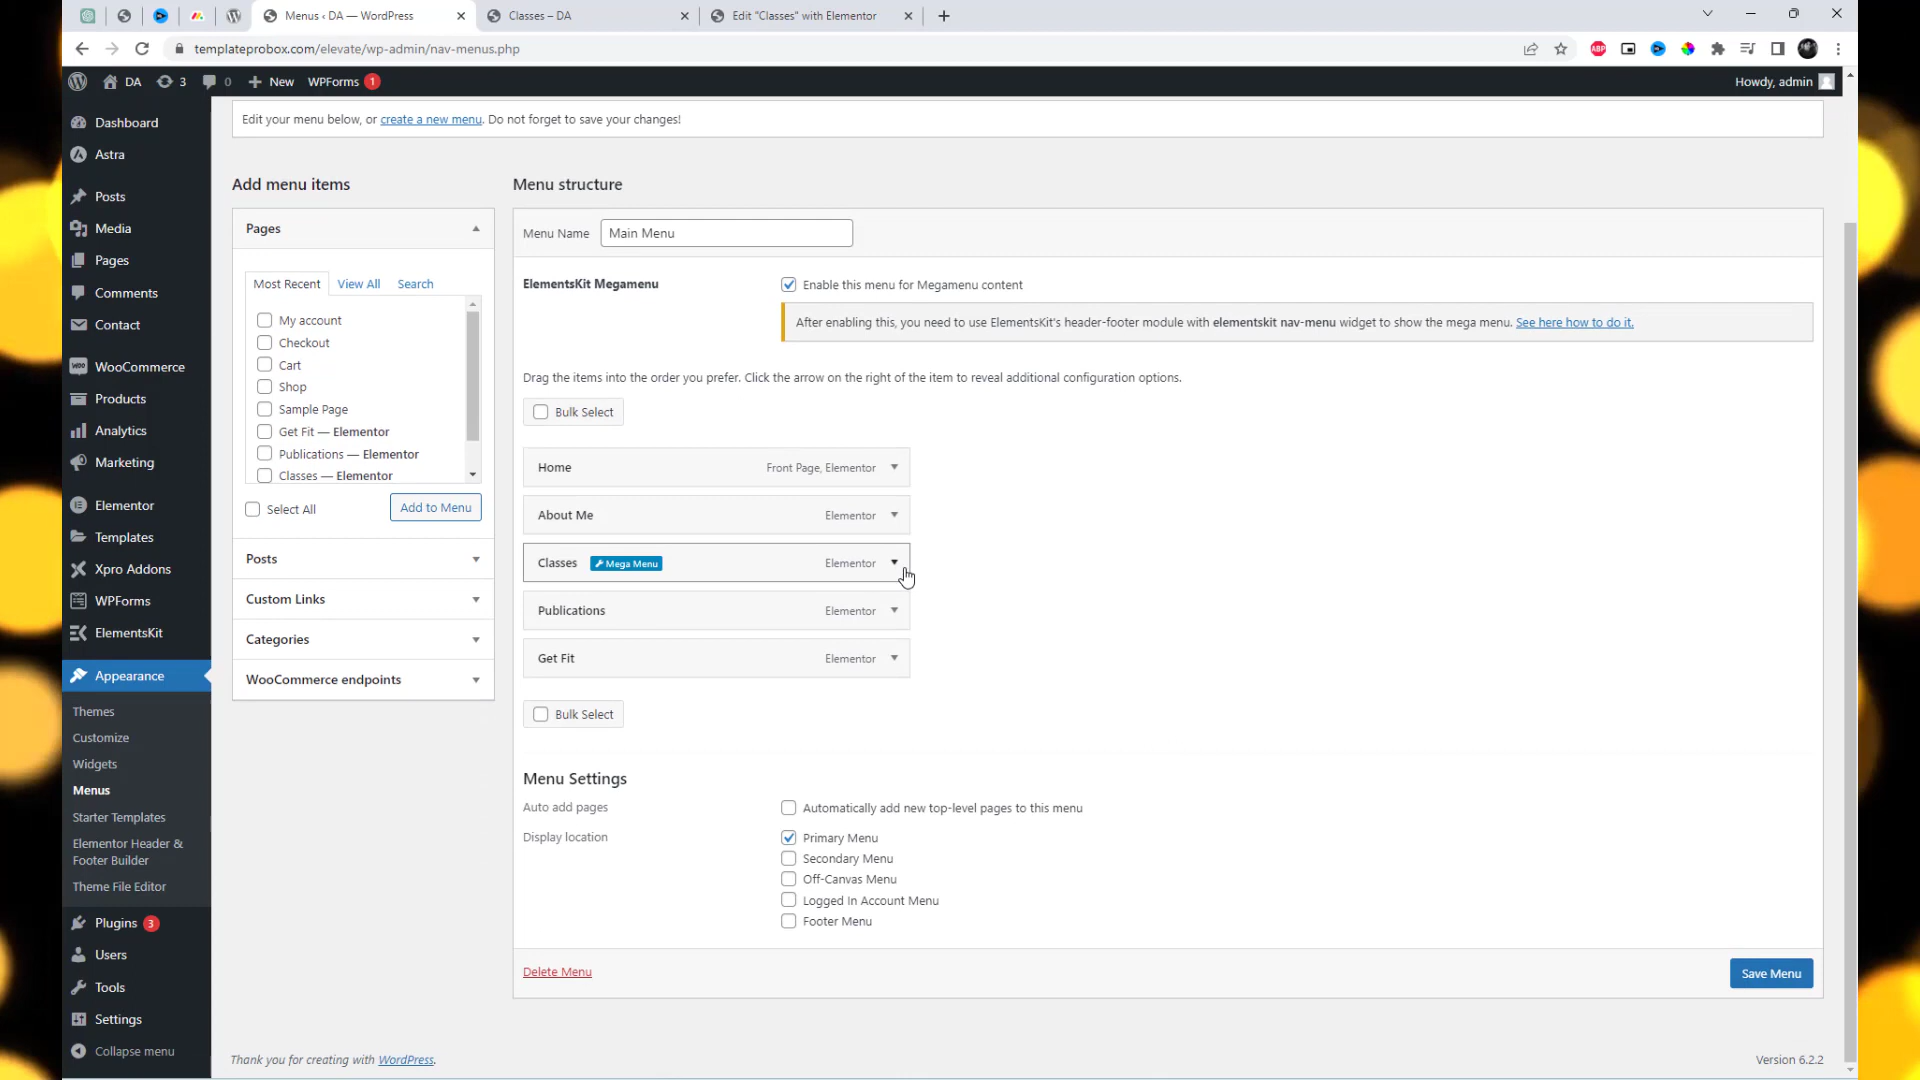 Menus ‹ DA — WordPress
Classes – DA
Edit "Classes" with Elementor
templateprobox.com/elevate/wp-admin/nav-menus.php
ABP
DA
3
0
New
WPForms 1
Howdy, admin
Dashboard
Astra
Posts
Media
Pages
Comments
Contact
WooCommerce
Products
Analytics
Marketing
Elementor
Templates
Xpro Addons
WPForms
ElementsKit
Appearance
Themes
Customize
Widgets
Menus
Starter Templates
Elementor Header &
Footer Builder
Theme File Editor
Plugins 3
Users
Tools
Settings
Collapse menu
Edit your menu below, or create a new menu. Do not forget to save your changes!
Add menu items
Pages
Most Recent
View All
Search
My account
Checkout
Cart
Shop
Sample Page
Get Fit — Elementor
Publications — Elementor
Classes — Elementor
Select All
Add to Menu
Posts
Custom Links
Categories
WooCommerce endpoints
Menu structure
Menu Name
Main Menu
ElementsKit Megamenu
Enable this menu for Megamenu content
After enabling this, you need to use ElementsKit's header-footer module with elementskit nav-menu widget to show the mega menu. See here how to do it.
Drag the items into the order you prefer. Click the arrow on the right of the item to reveal additional configuration options.
Bulk Select
Home
Front Page, Elementor
About Me
Elementor
Classes
Mega Menu
Elementor
Publications
Elementor
Get Fit
Elementor
Bulk Select
Menu Settings
Auto add pages
Automatically add new top-level pages to this menu
Display location
Primary Menu
Secondary Menu
Off-Canvas Menu
Logged In Account Menu
Footer Menu
Delete Menu
Save Menu
Thank you for creating with WordPress.
Version 6.2.2